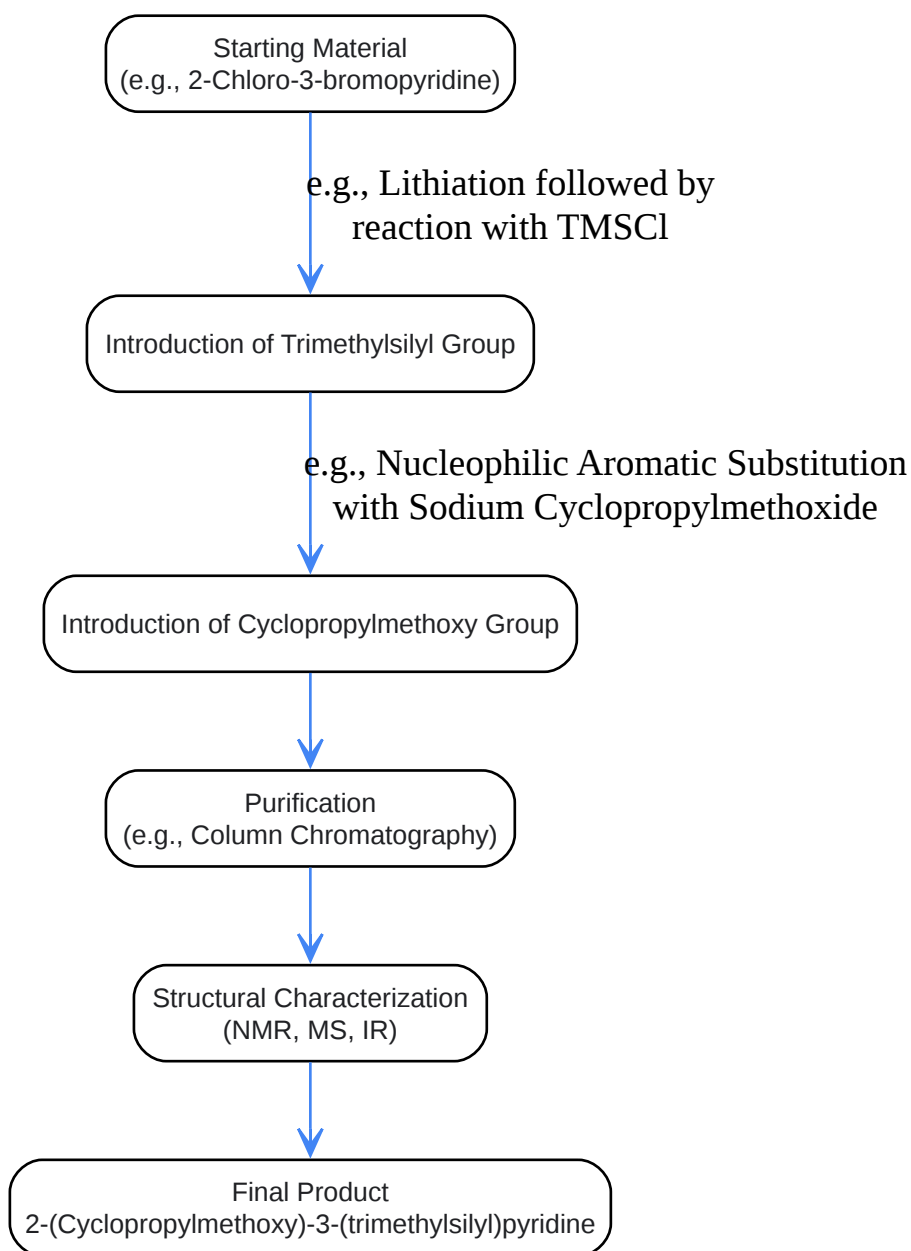 Starting Material
(e.g., 2-Chloro-3-bromopyridine)
e.g., Lithiation followed by
reaction with TMSCl
Introduction of Trimethylsilyl Group
e.g., Nucleophilic Aromatic Substitution
with Sodium Cyclopropylmethoxide
Introduction of Cyclopropylmethoxy Group
Purification
(e.g., Column Chromatography)
Structural Characterization
(NMR, MS, IR)
Final Product
2-(Cyclopropylmethoxy)-3-(trimethylsilyl)pyridine